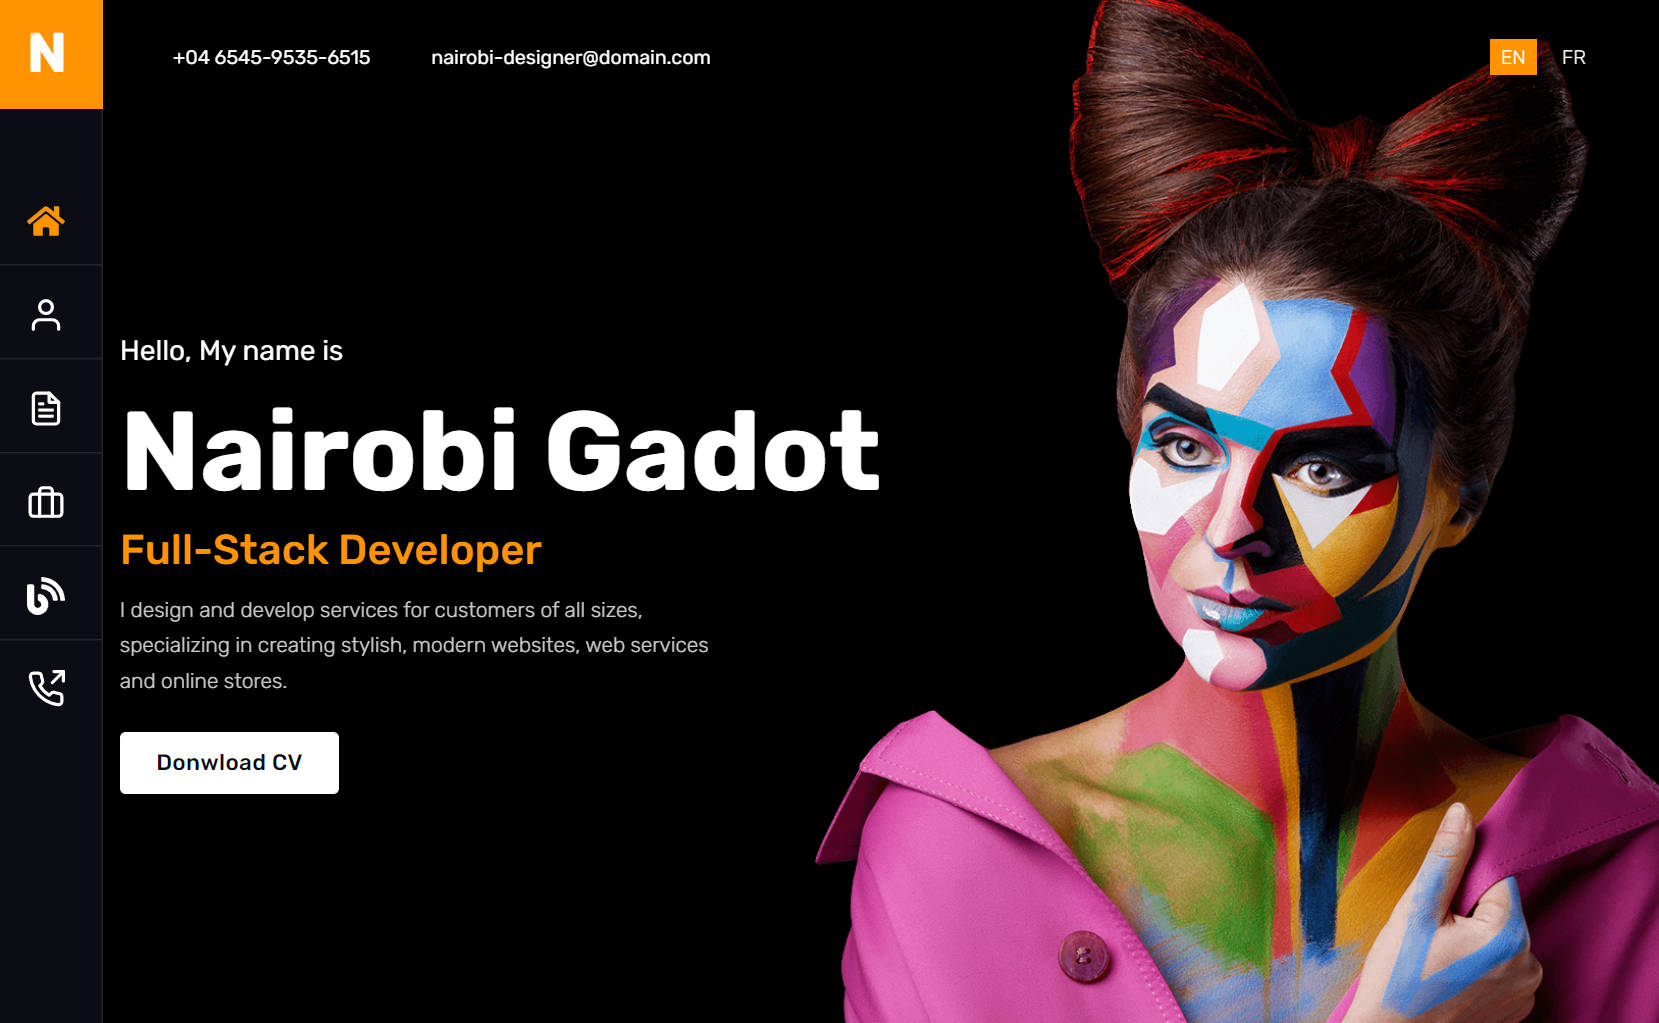 N
+04 6545-9535-6515
nairobi-designer@domain.com
EN
FR
Hello, My name is
Nairobi Gadot
Full-Stack Developer
I design and develop services for customers of all sizes,
specializing in creating stylish, modern websites, web services
and online stores.
Donwload CV